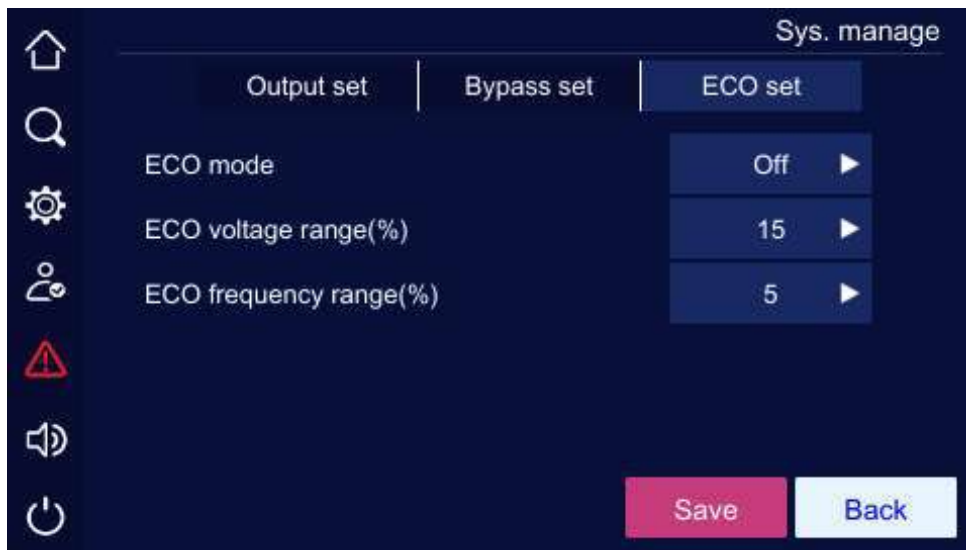 Sys. manage
Output set Bypass set ECO set
ECO mode Off
ECO voltage range(%) 15
ECO frequency range(%) 5
Save Back